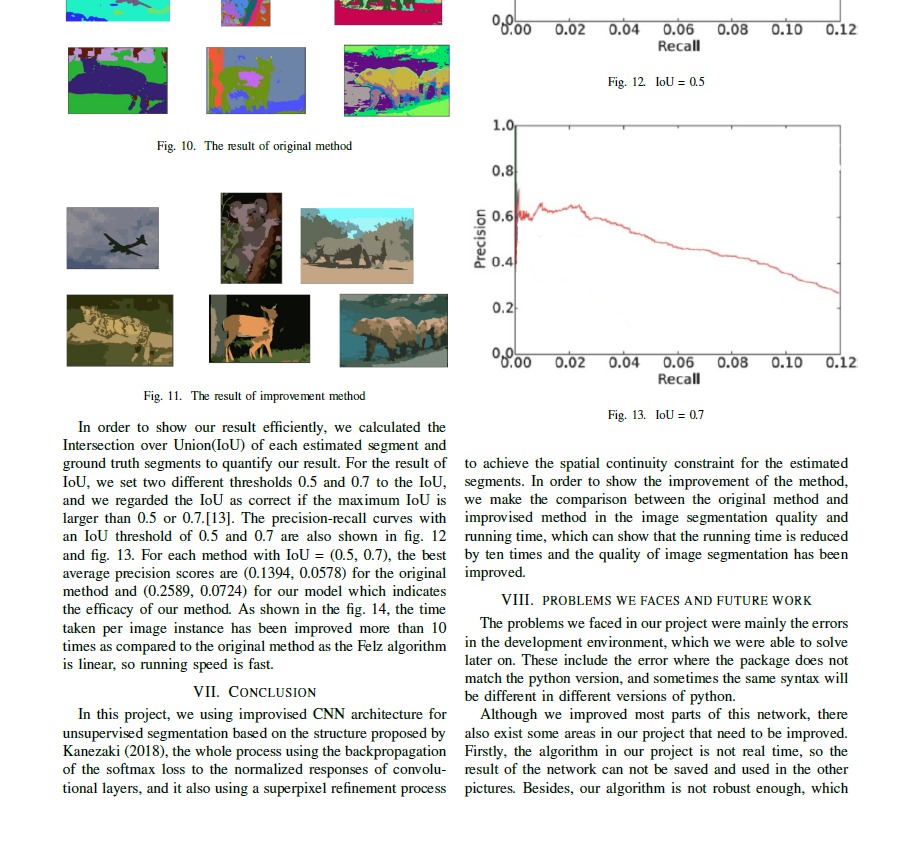 Fig. 10. The result of original method
Fig. 11. The result of improvement method
In order to show our result efficiently, we calculated the
Intersection over Union(IoU) of each estimated segment and
ground truth segments to quantify our result. For the result of
IoU, we set two different thresholds 0.5 and 0.7 to the IoU,
and we regarded the IoU as correct if the maximum IoU is
larger than 0.5 or 0.7.[13]. The precision-recall curves with
an IoU threshold of 0.5 and 0.7 are also shown in fig. 12
and fig. 13. For each method with IoU = (0.5, 0.7), the best
average precision scores are (0.1394, 0.0578) for the original
method and (0.2589, 0.0724) for our model which indicates
the efficacy of our method. As shown in the fig. 14, the time
taken per image instance has been improved more than 10
times as compared to the original method as the Felz algorithm
is linear, so running speed is fast.
VII. CONCLUSION
In this project, we using improvised CNN architecture for
unsupervised segmentation based on the structure proposed by
Kanezaki (2018), the whole process using the backpropagation
of the softmax loss to the normalized responses of convolu-
tional layers, and it also using a superpixel refinement process
0.0
0.00 0.02 0.04 0.06 0.08 0.10 0.12
Recall
Fig. 12. IoU = 0.5
1.0
0.8
0.6
0.4
0.2
0.0
Precision
0.00 0.02 0.04 0.06 0.08 0.10 0.12
Recall
Fig. 13. IoU = 0.7
to achieve the spatial continuity constraint for the estimated
segments. In order to show the improvement of the method,
we make the comparison between the original method and
improvised method in the image segmentation quality and
running time, which can show that the running time is reduced
by ten times and the quality of image segmentation has been
improved.
VIII. PROBLEMS WE FACES AND FUTURE WORK
The problems we faced in our project were mainly the errors
in the development environment, which we were able to solve
later on. These include the error where the package does not
match the python version, and sometimes the same syntax will
be different in different versions of python.
Although we improved most parts of this network, there
also exist some areas in our project that need to be improved.
Firstly, the algorithm in our project is not real time, so the
result of the network can not be saved and used in the other
pictures. Besides, our algorithm is not robust enough, which